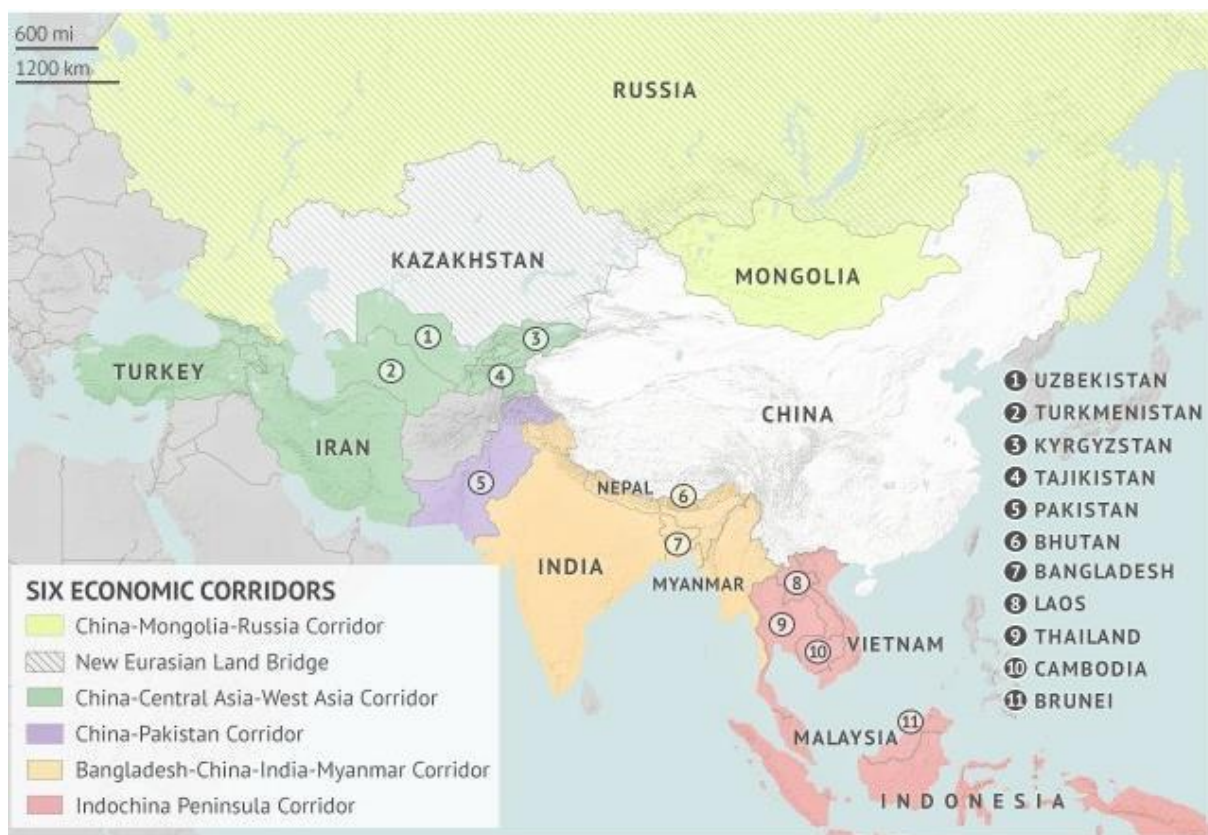 600 mi
1200 km
RUSSIA
KAZAKHSTAN
MONGOLIA
1
3
TURKEY
2
4
CHINA
IRAN
5
NEPAL
6
INDIA
7
MYANMAR
8
9
10
VIETNAM
MALAYSIA
11
INDONESIA
1 UZBEKISTAN
2 TURKMENISTAN
3 KYRGYZSTAN
4 TAJIKISTAN
5 PAKISTAN
6 BHUTAN
7 BANGLADESH
8 LAOS
9 THAILAND
10 CAMBODIA
11 BRUNEI
SIX ECONOMIC CORRIDORS
China-Mongolia-Russia Corridor
New Eurasian Land Bridge
China-Central Asia-West Asia Corridor
China-Pakistan Corridor
Bangladesh-China-India-Myanmar Corridor
Indochina Peninsula Corridor